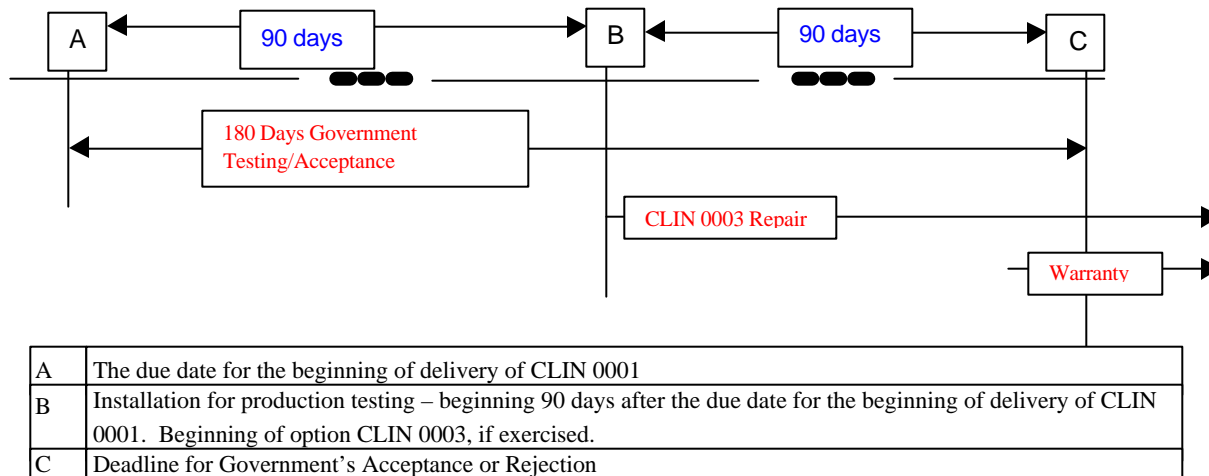 A
90 days
B
90 days
C
180 Days Government
Testing/Acceptance
CLIN 0003 Repair
Warranty
A The due date for the beginning of delivery of CLIN 0001
B Installation for production testing – beginning 90 days after the due date for the beginning of delivery of CLIN
0001. Beginning of option CLIN 0003, if exercised.
C Deadline for Government's Acceptance or Rejection